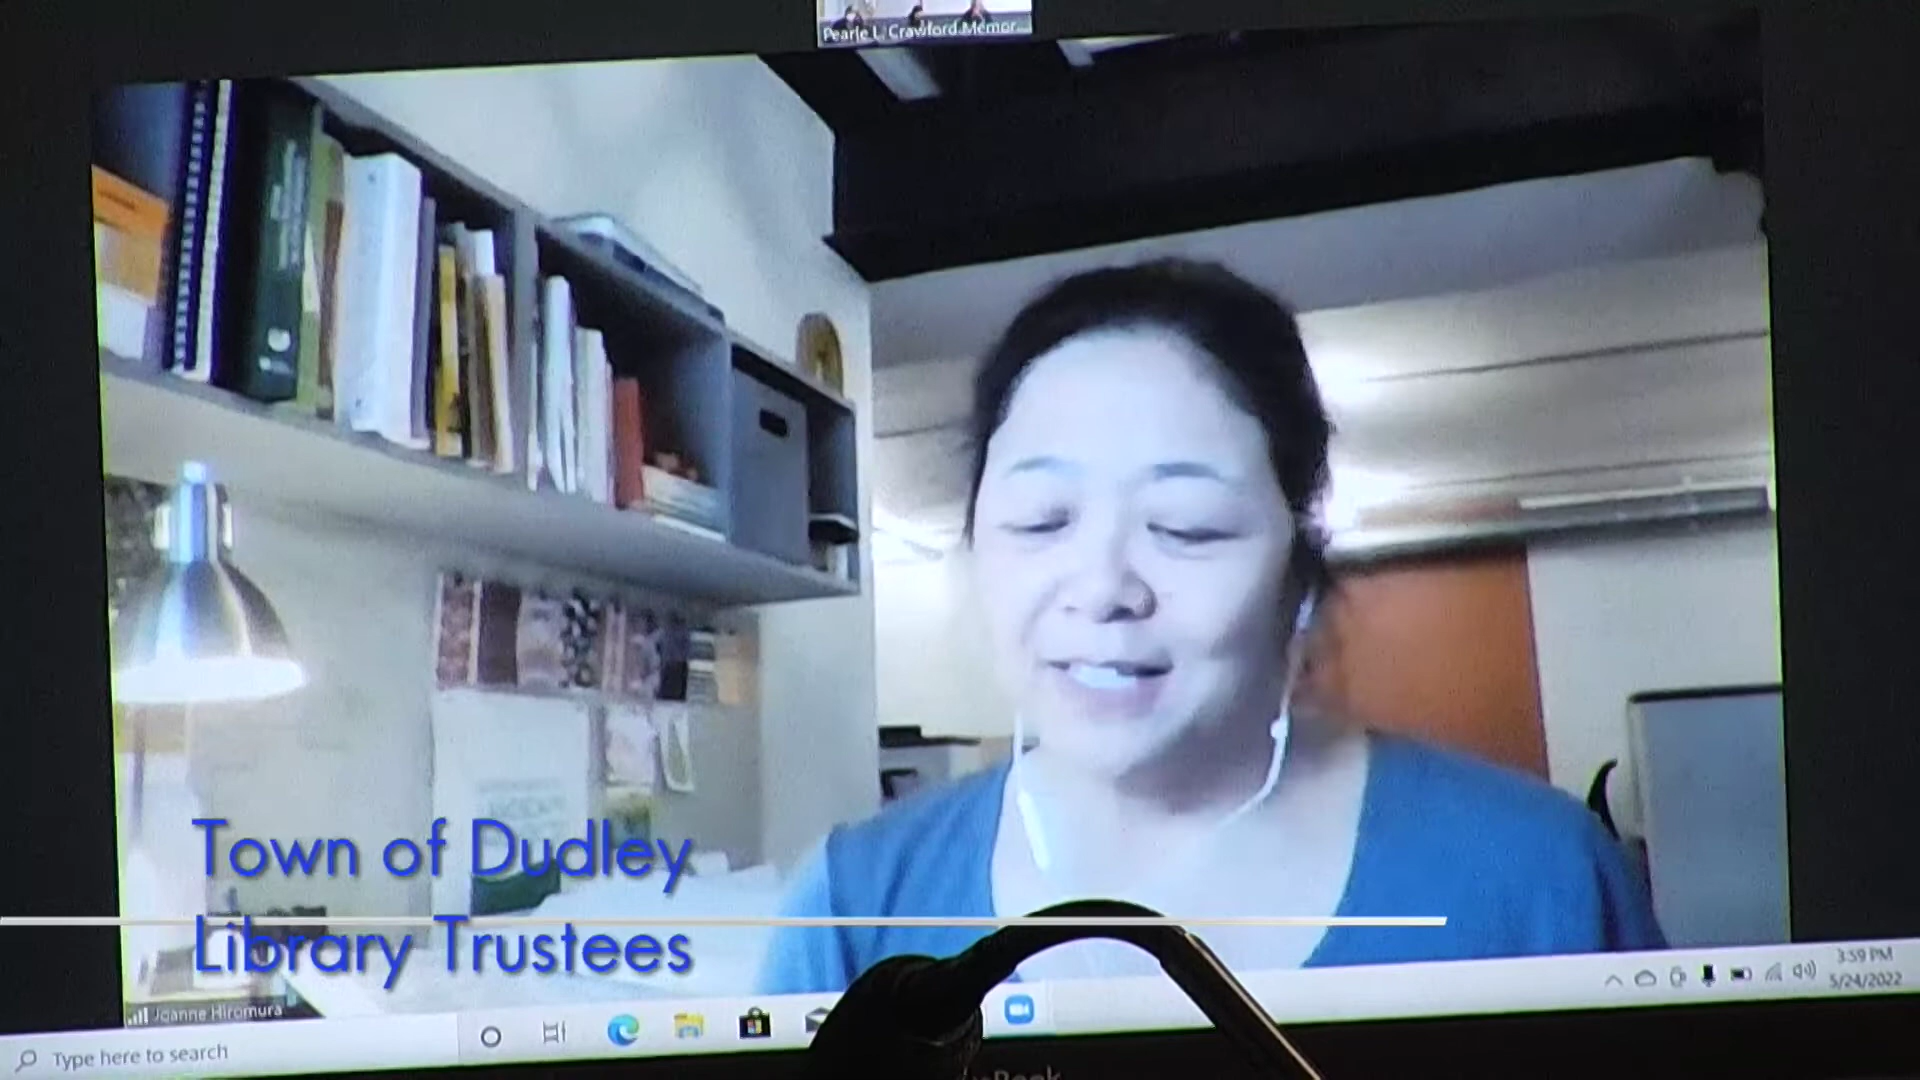 Pearle L. Crawford Memor...
Town of Dudley
Library Trustees
Joanne Hiromura
3:59 PM
5/24/2022
Type here to search